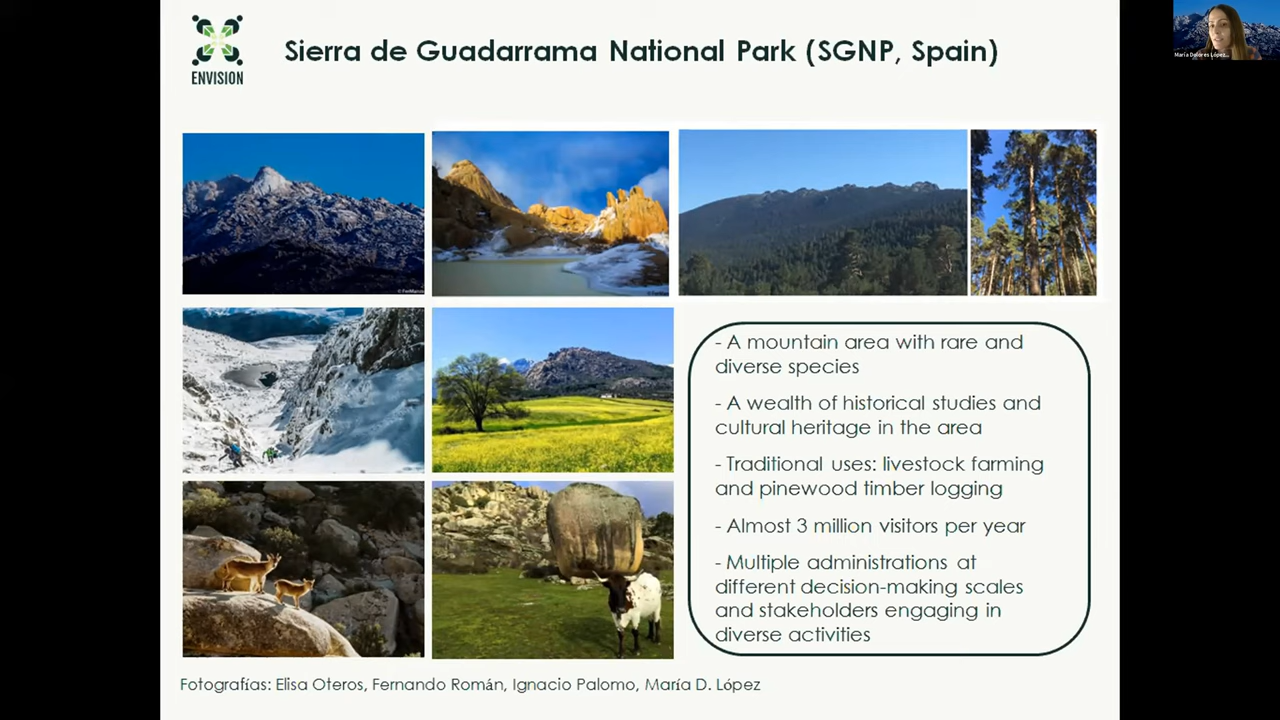 ENVISION
Sierra de Guadarrama National Park (SGNP, Spain)
María Dolores López...
- A mountain area with rare and
diverse species
- A wealth of historical studies and
cultural heritage in the area
- Traditional uses: livestock farming
and pinewood timber logging
- Almost 3 million visitors per year
- Multiple administrations at
different decision-making scales
and stakeholders engaging in
diverse activities
Fotografías: Elisa Oteros, Fernando Román, Ignacio Palomo, María D. López